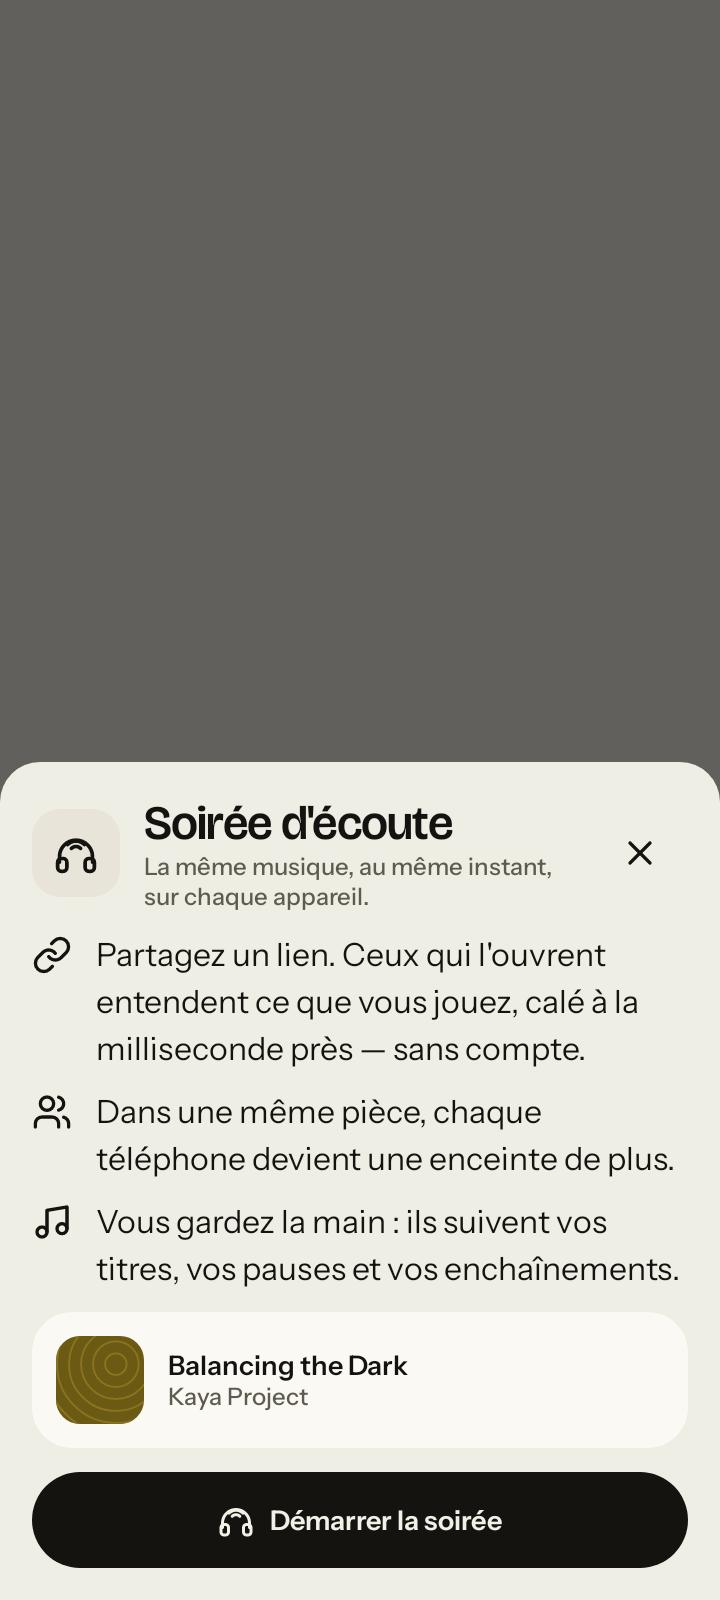 Soirée d'écoute
La même musique, au même instant,
sur chaque appareil.
Partagez un lien. Ceux qui l'ouvrent
entendent ce que vous jouez, calé à la
milliseconde près — sans compte.
Dans une même pièce, chaque
téléphone devient une enceinte de plus.
Vous gardez la main : ils suivent vos
titres, vos pauses et vos enchaînements.
Balancing the Dark
Kaya Project
Démarrer la soirée